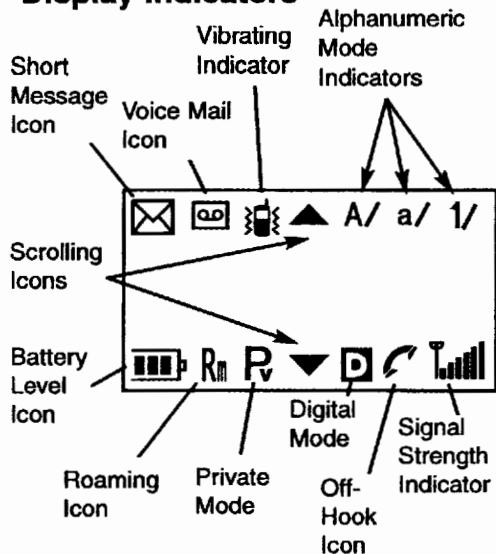 Display Indicators
Alphanumeric
Mode
Indicators
Vibrating
Indicator
Short
Message
Icon
Voice Mail
Icon
A/ a/ 1/
Scrolling
Icons
Battery
Level
Icon
Rm Pv D
Digital
Mode
Signal
Strength
Indicator
Roaming
Icon
Private
Mode
Off-
Hook
Icon